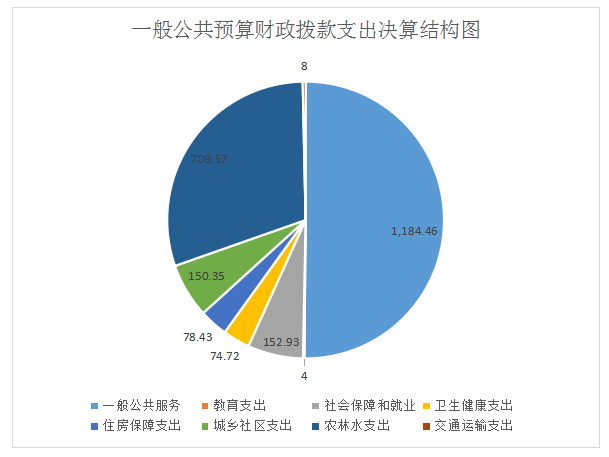 一般公共预算财政拨款支出决算结构图
8
709.57
1,184.46
150.35
78.43
152.93
74.72
4
一般公共服务 教育支出 社会保障和就业 卫生健康支出
住房保障支出 城乡社区支出 农林水支出 交通运输支出